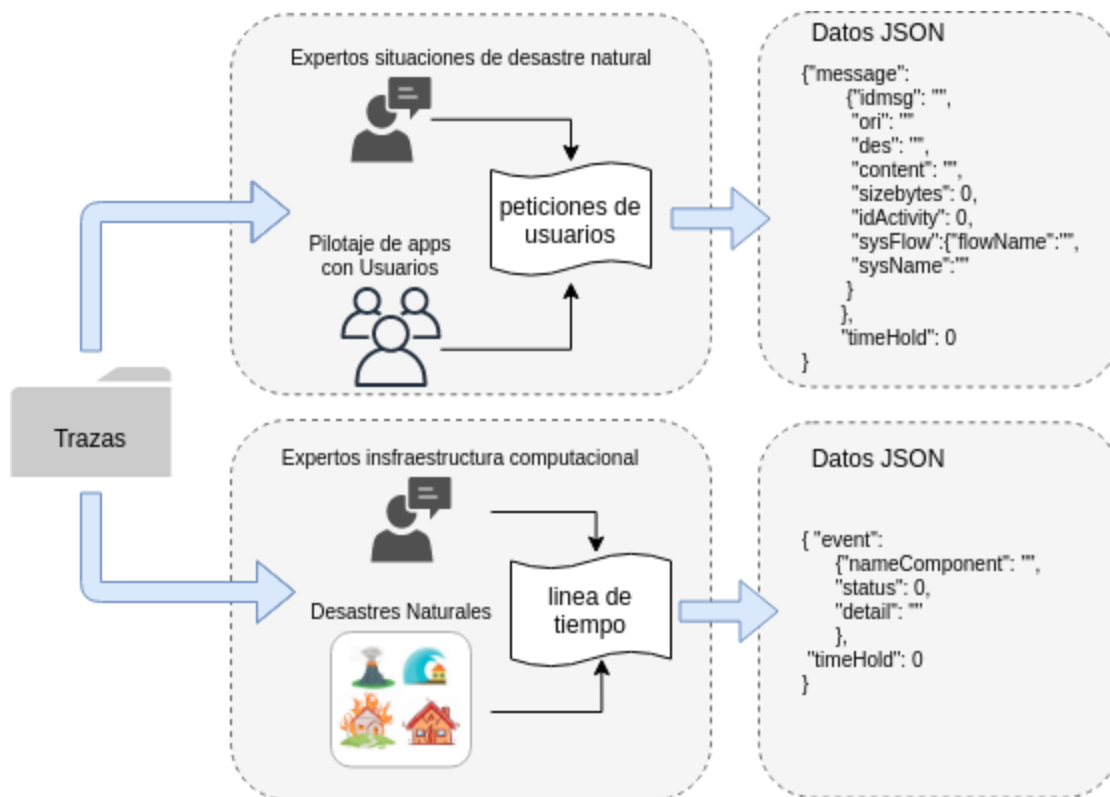 Trazas
Expertos situaciones de desastre natural
Pilotaje de apps
con Usuarios
peticiones de
usuarios
Datos JSON
{"message":
{"idmsg": "",
"ori": ""
"des": "",
"content": "",
"sizebytes": 0,
"idActivity": 0,
"sysFlow":{"flowName":"",
"sysName":""
}
},
"timeHold": 0
}
Expertos insfraestructura computacional
Desastres Naturales
linea de
tiempo
Datos JSON
{ "event":
{"nameComponent": "",
"status": 0,
"detail": ""
},
"timeHold": 0
}